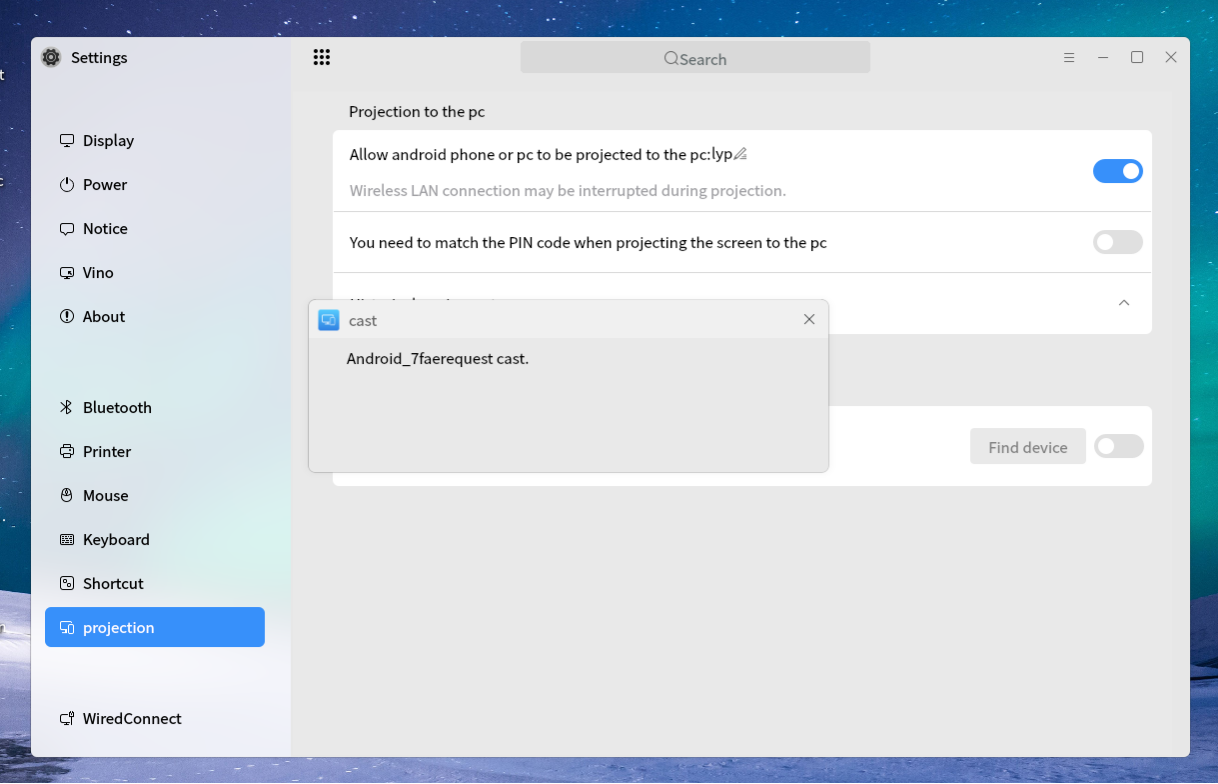 Settings
Search
Display
Power
Notice
Vino
About
Bluetooth
Printer
Mouse
Keyboard
Shortcut
projection
WiredConnect
Projection to the pc
Allow android phone or pc to be projected to the pc:lyp
Wireless LAN connection may be interrupted during projection.
You need to match the PIN code when projecting the screen to the pc
cast
Android_7faerequest cast.
Find device